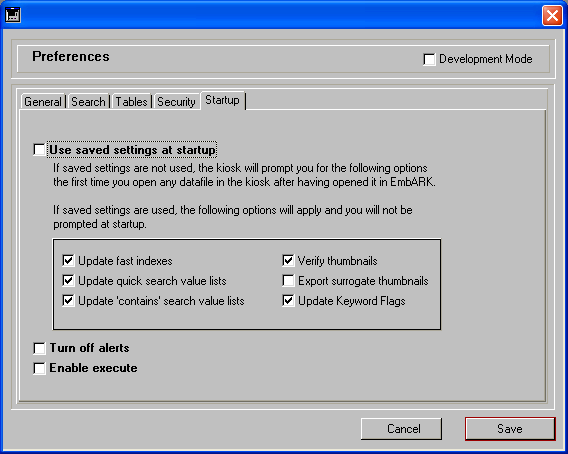 Preferences
Development Mode
General Search Tables Security Startup
Use saved settings at startup
If saved settings are not used, the kiosk will prompt you for the following options
the first time you open any datafile in the kiosk after having opened it in EmbARK.
If saved settings are used, the following options will apply and you will not be
prompted at startup.
Update fast indexes
Verify thumbnails
Update quick search value lists
Export surrogate thumbnails
Update 'contains' search value lists
Update Keyword Flags
Turn off alerts
Enable execute
Cancel
Save